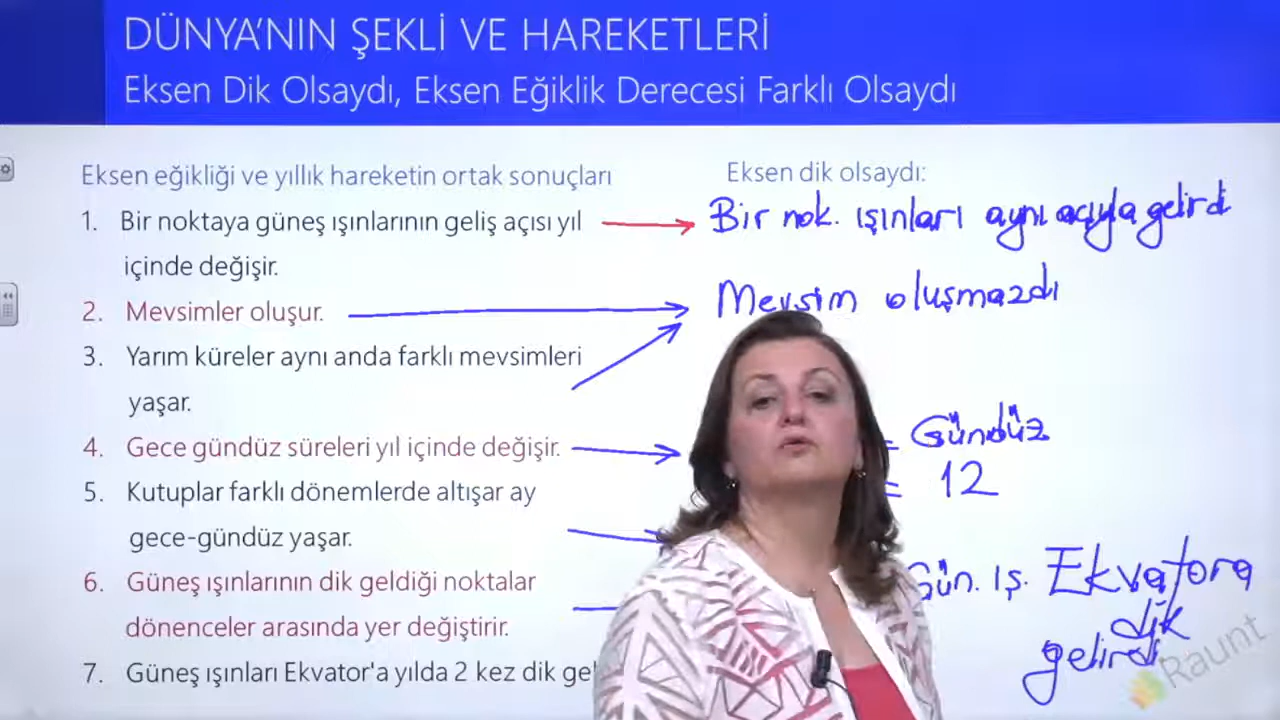 DÜNYA'NIN ŞEKLİ VE HAREKETLERİ
Eksen Dik Olsaydı, Eksen Eğiklik Derecesi Farklı Olsaydı
Eksen eğikliği ve yıllık hareketin ortak sonuçları
1. Bir noktaya güneş ışınlarının geliş açısı yıl
içinde değişir.
2. Mevsimler oluşur.
3. Yarım küreler aynı anda farklı mevsimleri
yaşar.
4. Gece gündüz süreleri yıl içinde değişir.
5. Kutuplar farklı dönemlerde altışar ay
gece-gündüz yaşar.
6. Güneş ışınlarının dik geldiği noktalar
dönenceler arasında yer değiştirir.
7. Güneş ışınları Ekvator'a yılda 2 kez dik
Eksen dik olsaydı:
Bir nok. ışınları aynı açıyla gelirdi
Mevsim oluşmazdı
= Gündüz
= 12
Gün. ış. Ekvatora
dik
gelirdi
Raunt